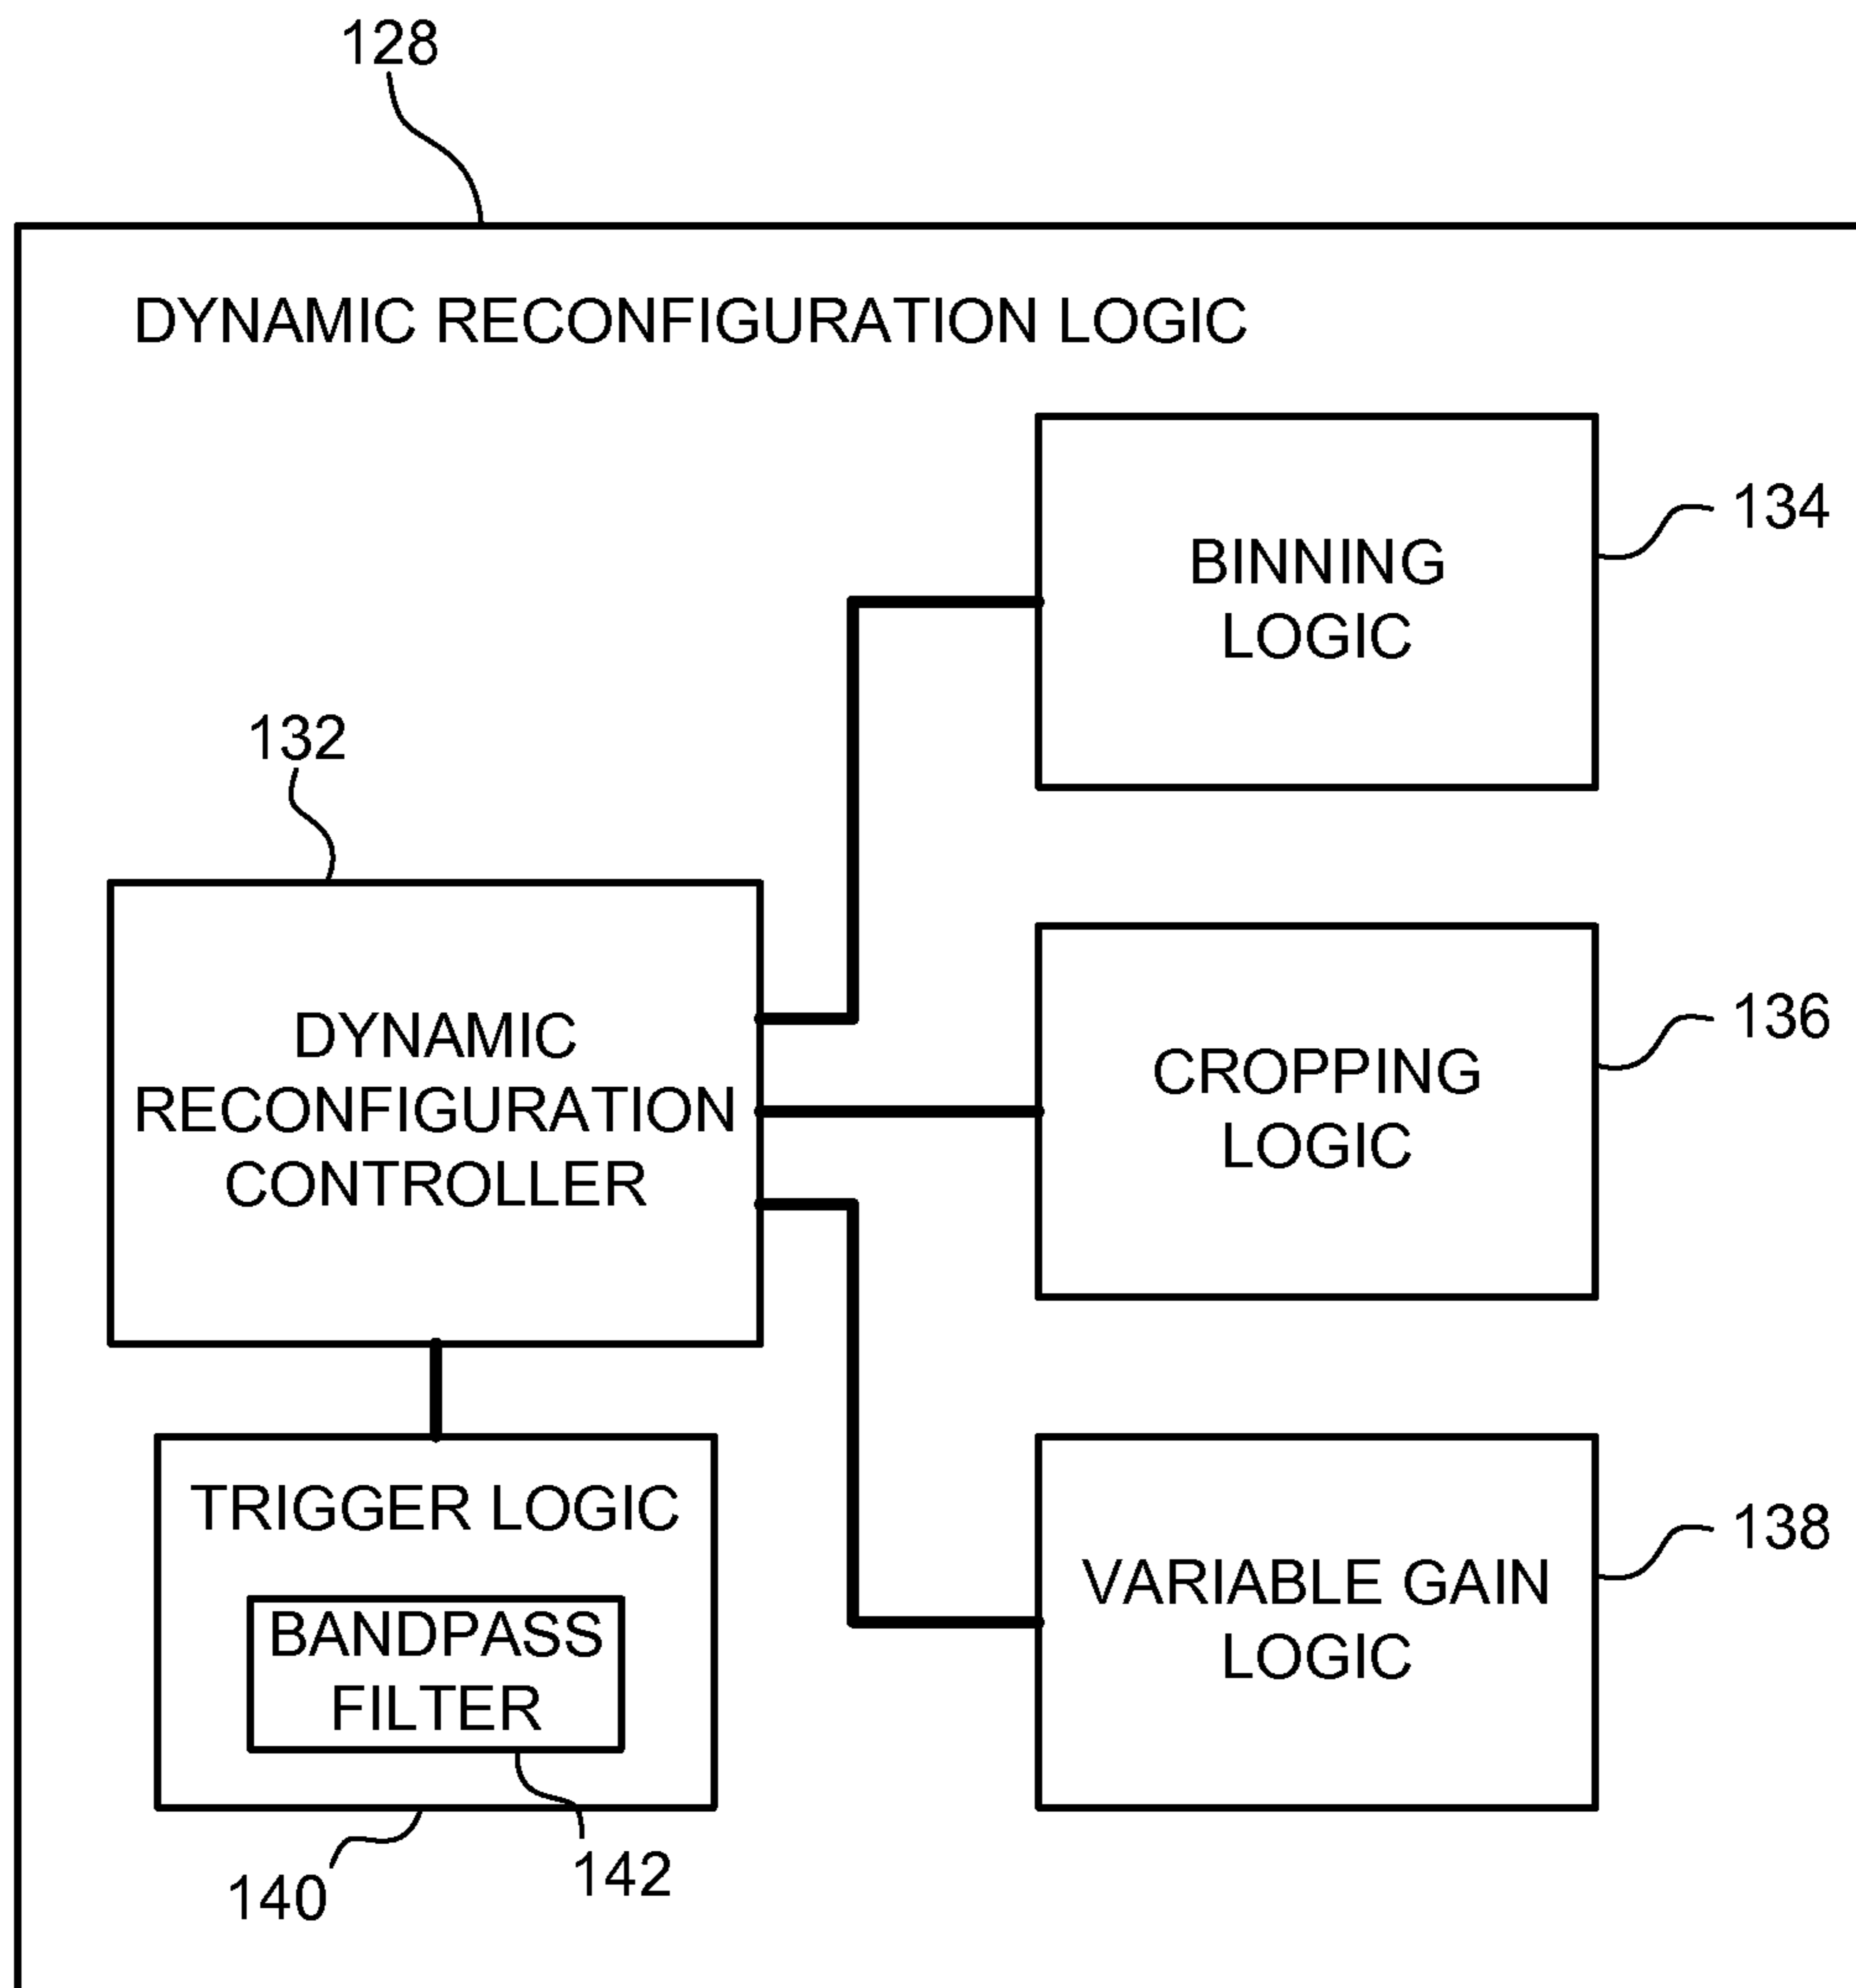 128
DYNAMIC RECONFIGURATION LOGIC
BINNING
LOGIC
134
132
DYNAMIC
RECONFIGURATION
CONTROLLER
CROPPING
LOGIC
136
TRIGGER LOGIC
BANDPASS
FILTER
VARIABLE GAIN
LOGIC
138
140
142